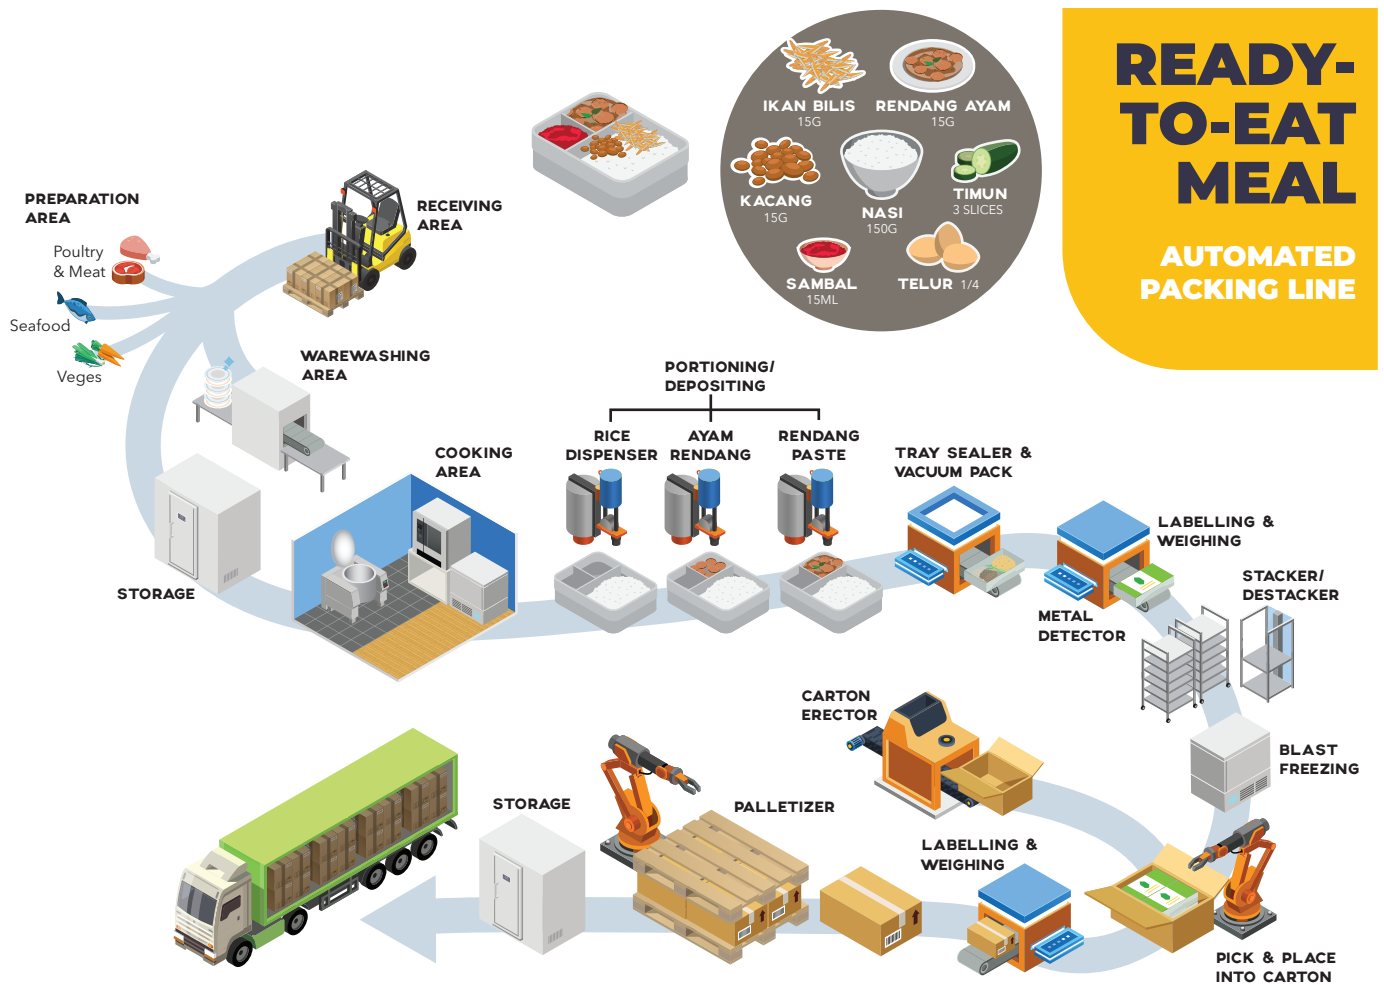 READY-
TO-EAT
MEAL
AUTOMATED
PACKING LINE
IKAN BILIS
15G
RENDANG AYAM
15G
KACANG
15G
NASI
150G
TIMUN
3 SLICES
SAMBAL
15ML
TELUR 1/4
PREPARATION
AREA
Poultry
& Meat
Seafood
Veges
RECEIVING
AREA
WAREWASHING
AREA
STORAGE
COOKING
AREA
PORTIONING/
DEPOSITING
RICE
DISPENSER
AYAM
RENDANG
RENDANG
PASTE
TRAY SEALER &
VACUUM PACK
LABELLING &
WEIGHING
METAL
DETECTOR
STACKER/
DESTACKER
BLAST
FREEZING
CARTON
ERECTOR
PICK & PLACE
INTO CARTON
LABELLING &
WEIGHING
PALLETIZER
STORAGE